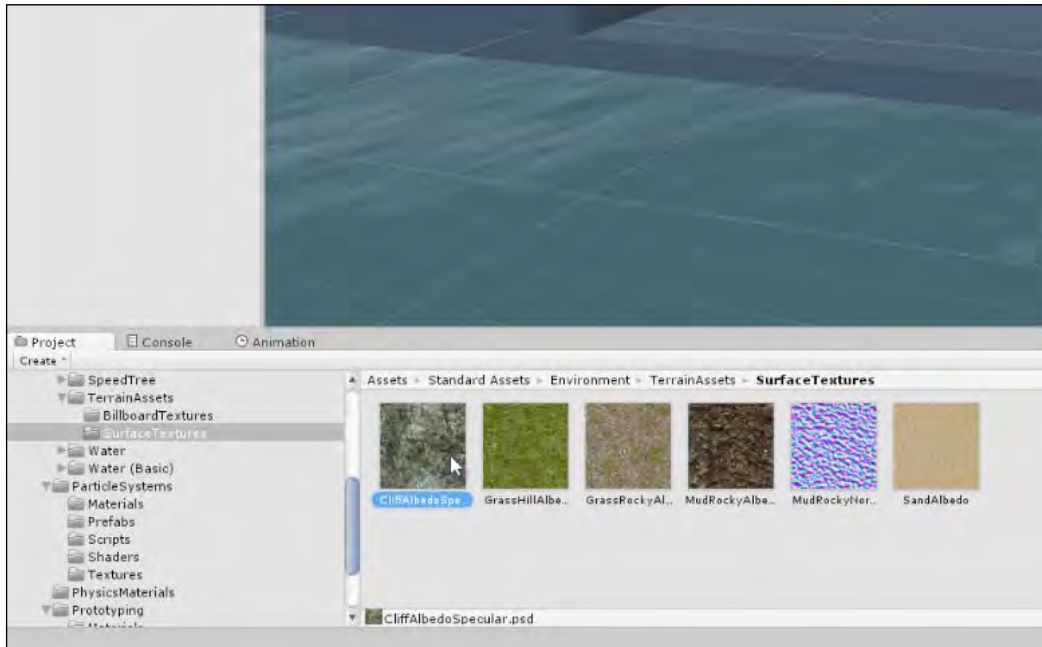 Project
Console
Animation
Create
SpeedTree
TerrainAssets
BillboardTextures
SurfaceTextures
Water
Water (Basic)
ParticleSystems
Materials
Prefabs
Scripts
Shaders
Textures
PhysicsMaterials
Prototyping
Materials
Assets Standard Assets Environment TerrainAssets SurfaceTextures
CliffAlbedoSpe... GrassHillAlbe... GrassRockyAl... MudRockyAlbe... MudRockyNor... SandAlbedo
CliffAlbedoSpecular.psd